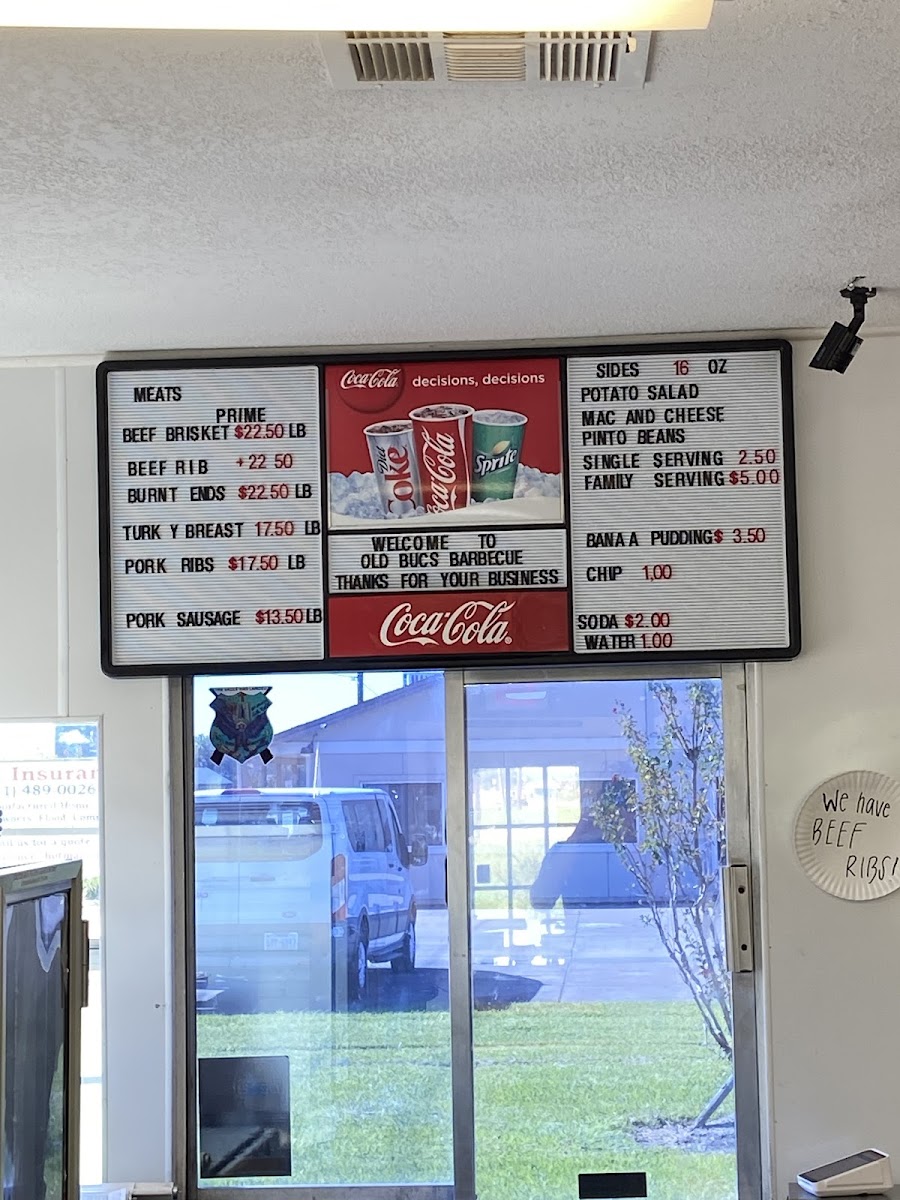 MEATS
PRIME
BEEF BRISKET $22.50 LB
BEEF RIB +22 50
BURNT ENDS $22.50 LB
TURK Y BREAST 17.50 LB
PORK RIBS $17.50 LB
PORK SAUSAGE $13.50 LB
Coca-Cola decisions, decisions
Diet Coke
Coca-Cola
Sprite
WELCOME TO
OLD BUCS BARBECUE
THANKS FOR YOUR BUSINESS
Coca-Cola
SIDES 16 OZ
POTATO SALAD
MAC AND CHEESE
PINTO BEANS
SINGLE SERVING 2.50
FAMILY SERVING $5.00
BANA A PUDDING $ 3.50
CHIP 1,00
SODA $2.00
WATER 1.00
Insuran
489 0026
We have
BEEF
RIBS!